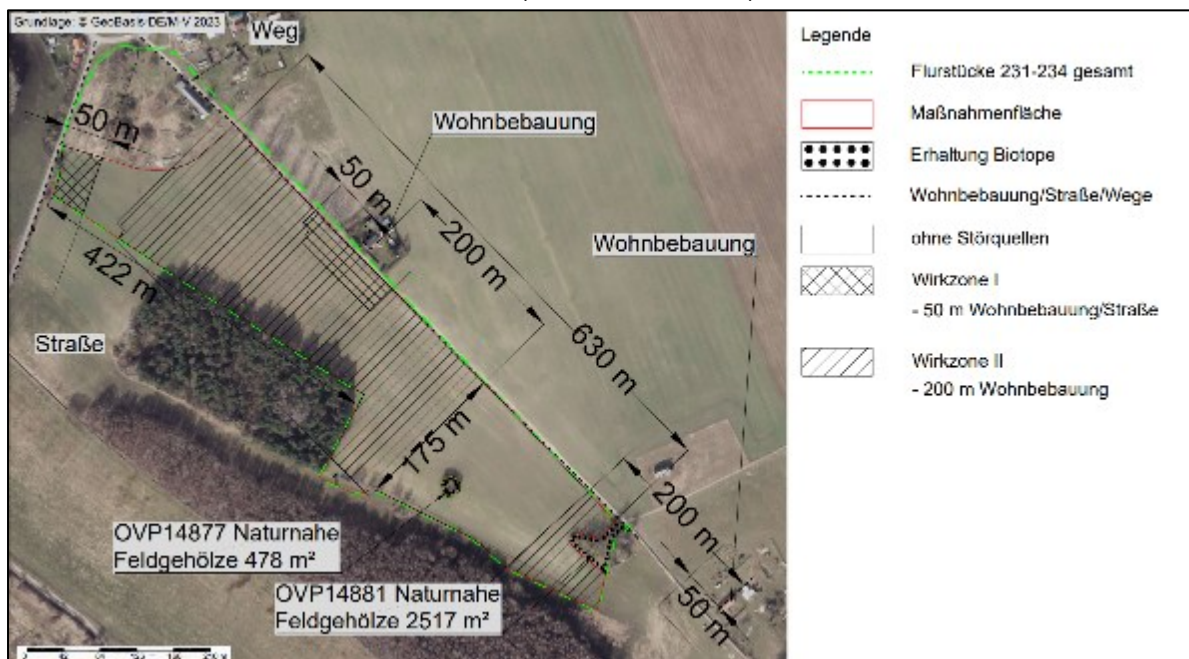 Grundlage: © GeoBasis-DE/M-V 2023
Weg
50 m
Wohnbebauung
50 m
200 m
Wohnbebauung
422 m
630 m
Straße
175 m
200 m
OVP14877 Naturnahe
Feldgehölze 478 m²
OVP14881 Naturnahe
Feldgehölze 2517 m²
50 m
Legende
Flurstücke 231-234 gesamt
Maßnahmenfläche
Erhaltung Biotope
Wohnbebauung/Straße/Wege
ohne Störquellen
Wirkzone I
- 50 m Wohnbebauung/Straße
Wirkzone II
- 200 m Wohnbebauung